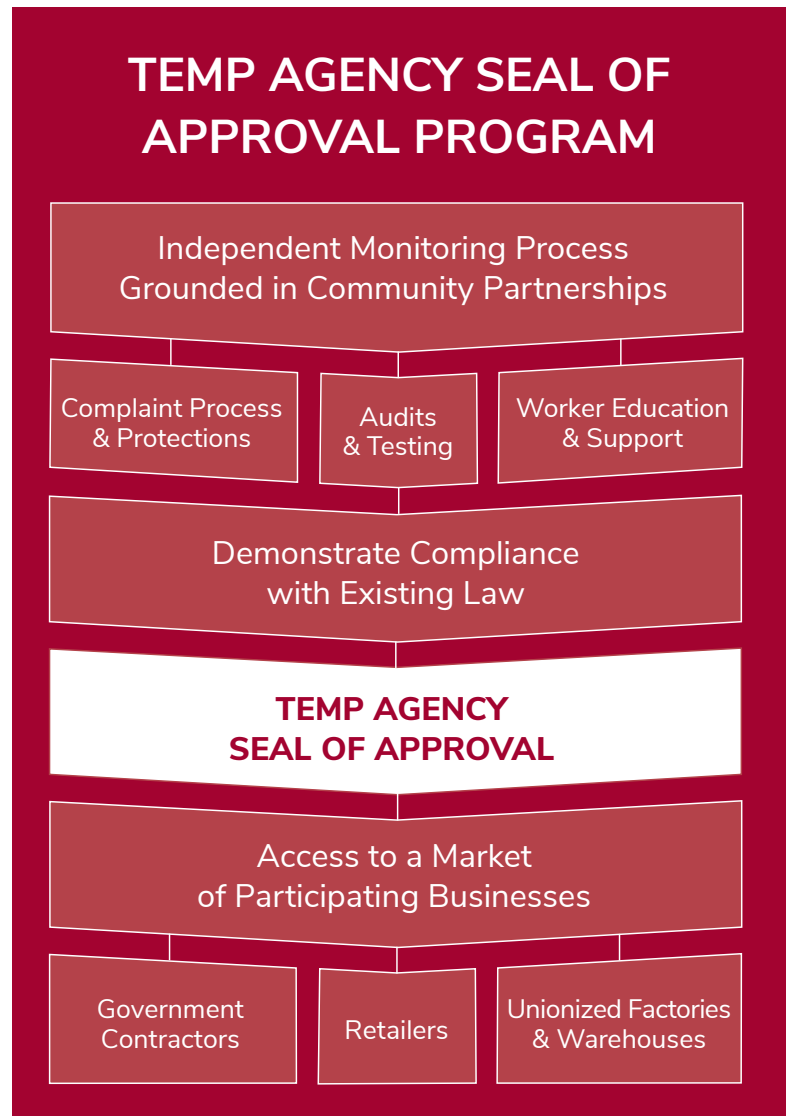 TEMP AGENCY SEAL OF
APPROVAL PROGRAM
Independent Monitoring Process
Grounded in Community Partnerships
Complaint Process
& Protections
Audits
& Testing
Worker Education
& Support
Demonstrate Compliance
with Existing Law
TEMP AGENCY
SEAL OF APPROVAL
Access to a Market
of Participating Businesses
Government
Contractors
Retailers
Unionized Factories
& Warehouses